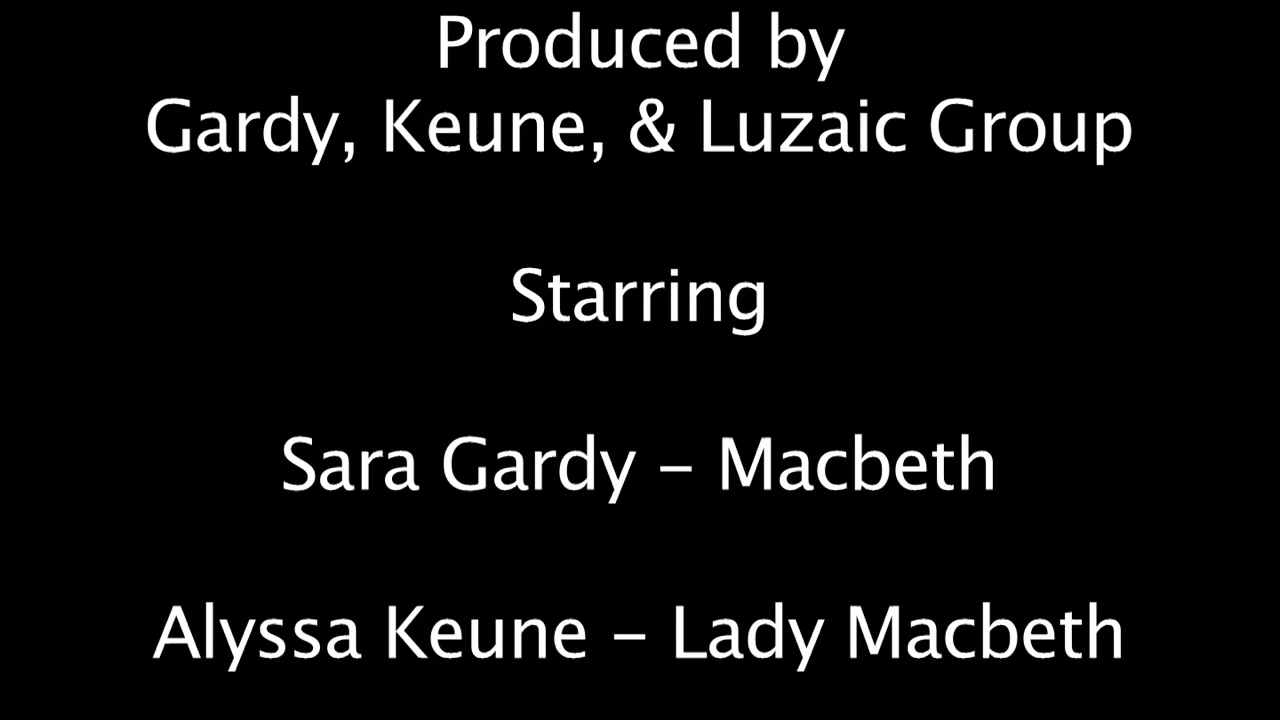 Produced by
Gardy, Keune, & Luzaic Group
Starring
Sara Gardy – Macbeth
Alyssa Keune – Lady Macbeth